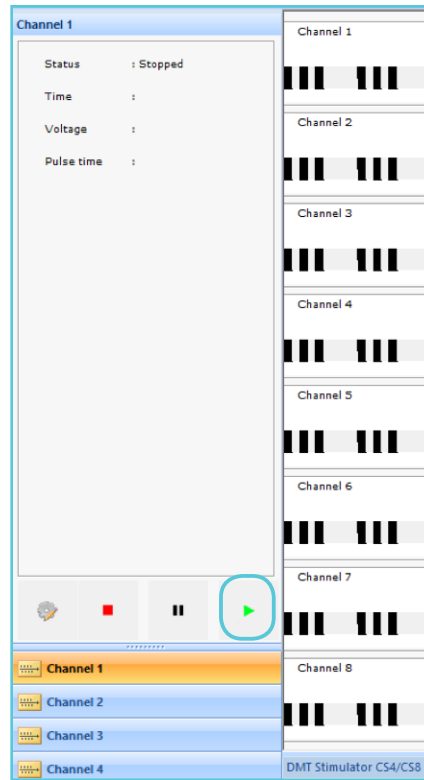 Channel 1
Status : Stopped
Time :
Voltage :
Pulse time :
Channel 1
Channel 2
Channel 3
Channel 4
Channel 1
Channel 2
Channel 3
Channel 4
Channel 5
Channel 6
Channel 7
Channel 8
DMT Stimulator CS4/CS8